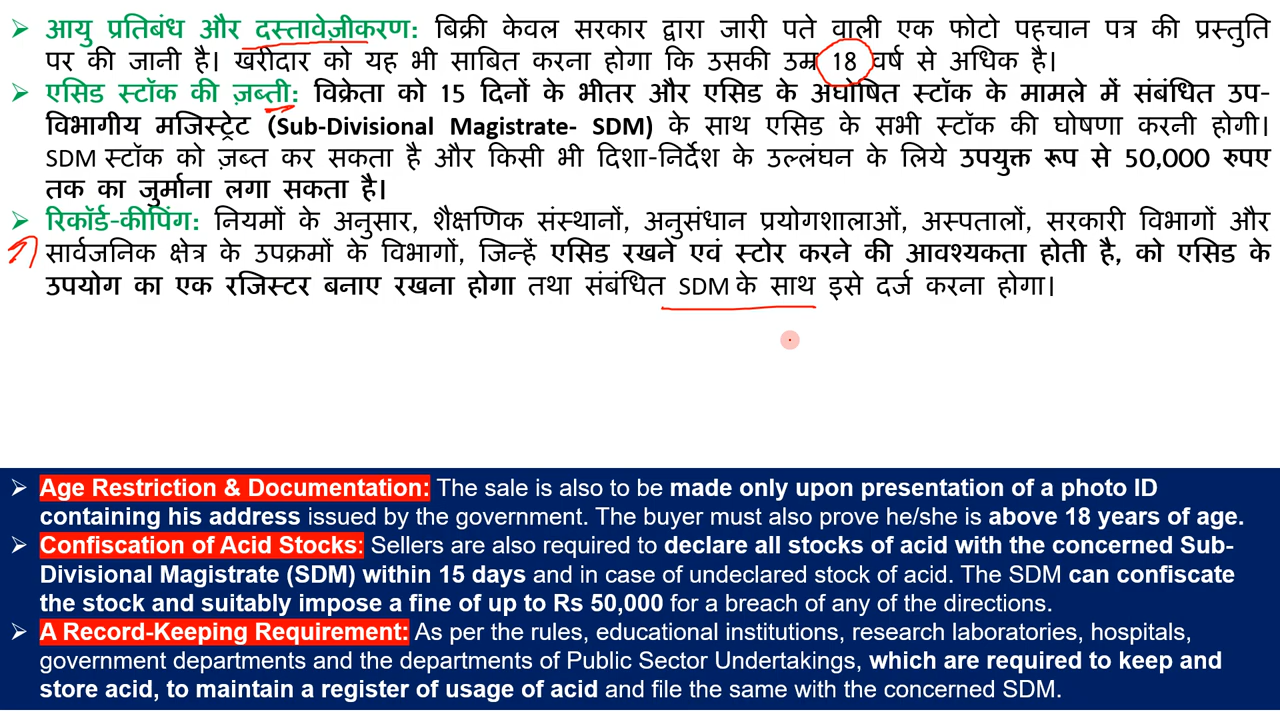 ➢ आयु प्रतिबंध और दस्तावेज़ीकरण: बिक्री केवल सरकार द्वारा जारी पते वाली एक फोटो पहचान पत्र की प्रस्तुति
पर की जानी है। खरीदार को यह भी साबित करना होगा कि उसकी उम्र 18 वर्ष से अधिक है।
➢ एसिड स्टॉक की ज़ब्ती: विक्रेता को 15 दिनों के भीतर और एसिड के अघोषित स्टॉक के मामले में संबंधित उप-
विभागीय मजिस्ट्रेट (Sub-Divisional Magistrate- SDM) के साथ एसिड के सभी स्टॉक की घोषणा करनी होगी।
SDM स्टॉक को ज़ब्त कर सकता है और किसी भी दिशा-निर्देश के उल्लंघन के लिये उपयुक्त रूप से 50,000 रुपए
तक का जुर्माना लगा सकता है।
➢ रिकॉर्ड-कीपिंग: नियमों के अनुसार, शैक्षणिक संस्थानों, अनुसंधान प्रयोगशालाओं, अस्पतालों, सरकारी विभागों और
सार्वजनिक क्षेत्र के उपक्रमों के विभागों, जिन्हें एसिड रखने एवं स्टोर करने की आवश्यकता होती है, को एसिड के
उपयोग का एक रजिस्टर बनाए रखना होगा तथा संबंधित SDM के साथ इसे दर्ज करना होगा।
➢ Age Restriction & Documentation: The sale is also to be made only upon presentation of a photo ID
containing his address issued by the government. The buyer must also prove he/she is above 18 years of age.
➢ Confiscation of Acid Stocks: Sellers are also required to declare all stocks of acid with the concerned Sub-
Divisional Magistrate (SDM) within 15 days and in case of undeclared stock of acid. The SDM can confiscate
the stock and suitably impose a fine of up to Rs 50,000 for a breach of any of the directions.
➢ A Record-Keeping Requirement: As per the rules, educational institutions, research laboratories, hospitals,
government departments and the departments of Public Sector Undertakings, which are required to keep and
store acid, to maintain a register of usage of acid and file the same with the concerned SDM.